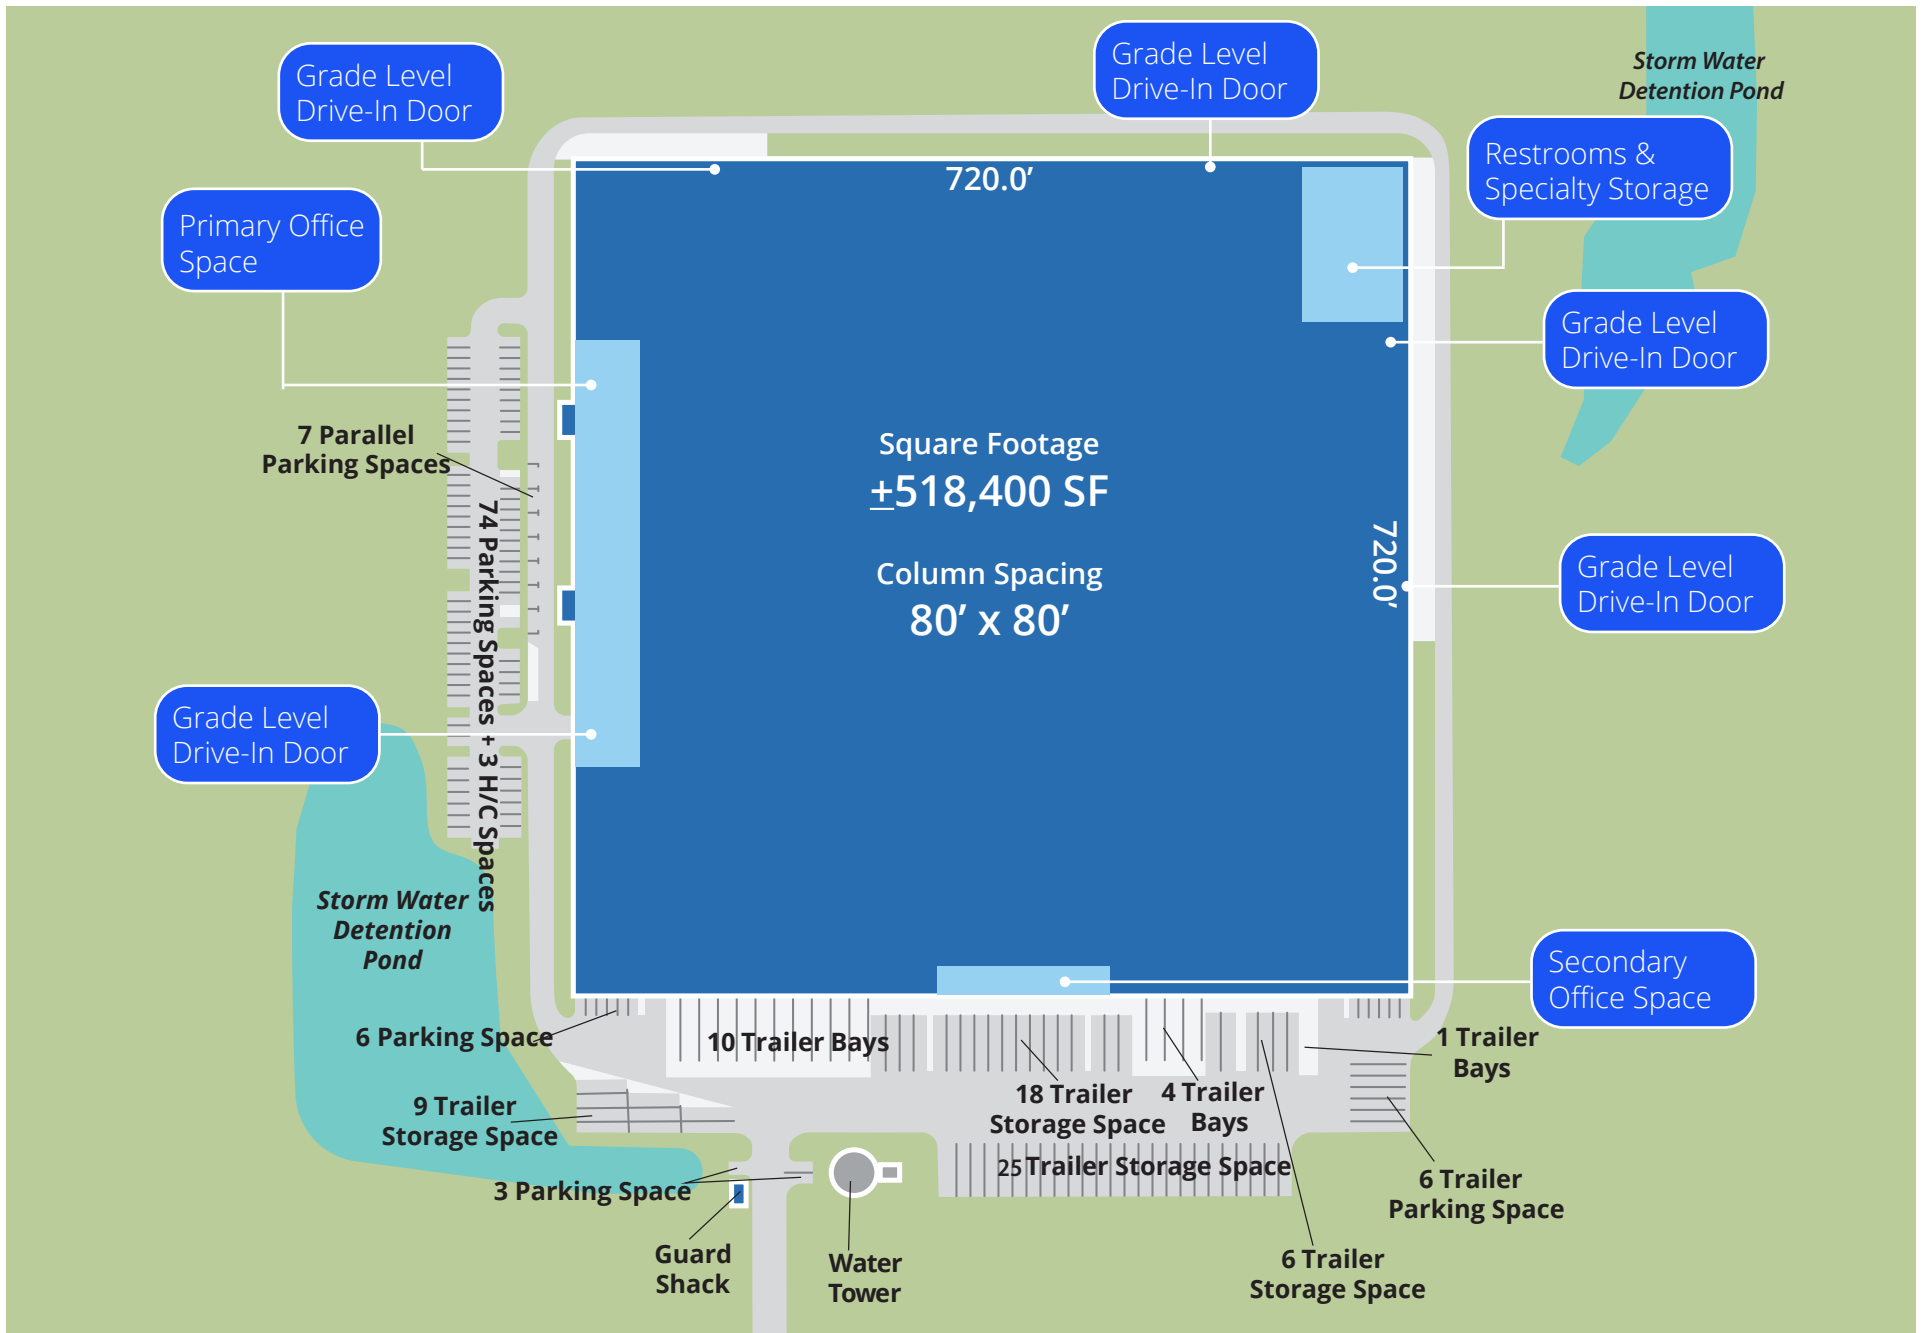 Grade Level
Drive-In Door
Grade Level
Drive-In Door
Storm Water
Detention Pond
Restrooms &
Specialty Storage
720.0’
Primary Office
Space
Grade Level
Drive-In Door
7 Parallel
Parking Spaces
Square Footage
±518,400 SF
Column Spacing
80’ x 80’
720.0’
Grade Level
Drive-In Door
74 Parking Spaces + 3 H/C Spaces
Grade Level
Drive-In Door
Storm Water
Detention
Pond
Secondary
Office Space
6 Parking Space
10 Trailer Bays
1 Trailer
Bays
9 Trailer
Storage Space
18 Trailer
Storage Space
4 Trailer
Bays
25 Trailer Storage Space
3 Parking Space
6 Trailer
Parking Space
Guard
Shack
Water
Tower
6 Trailer
Storage Space